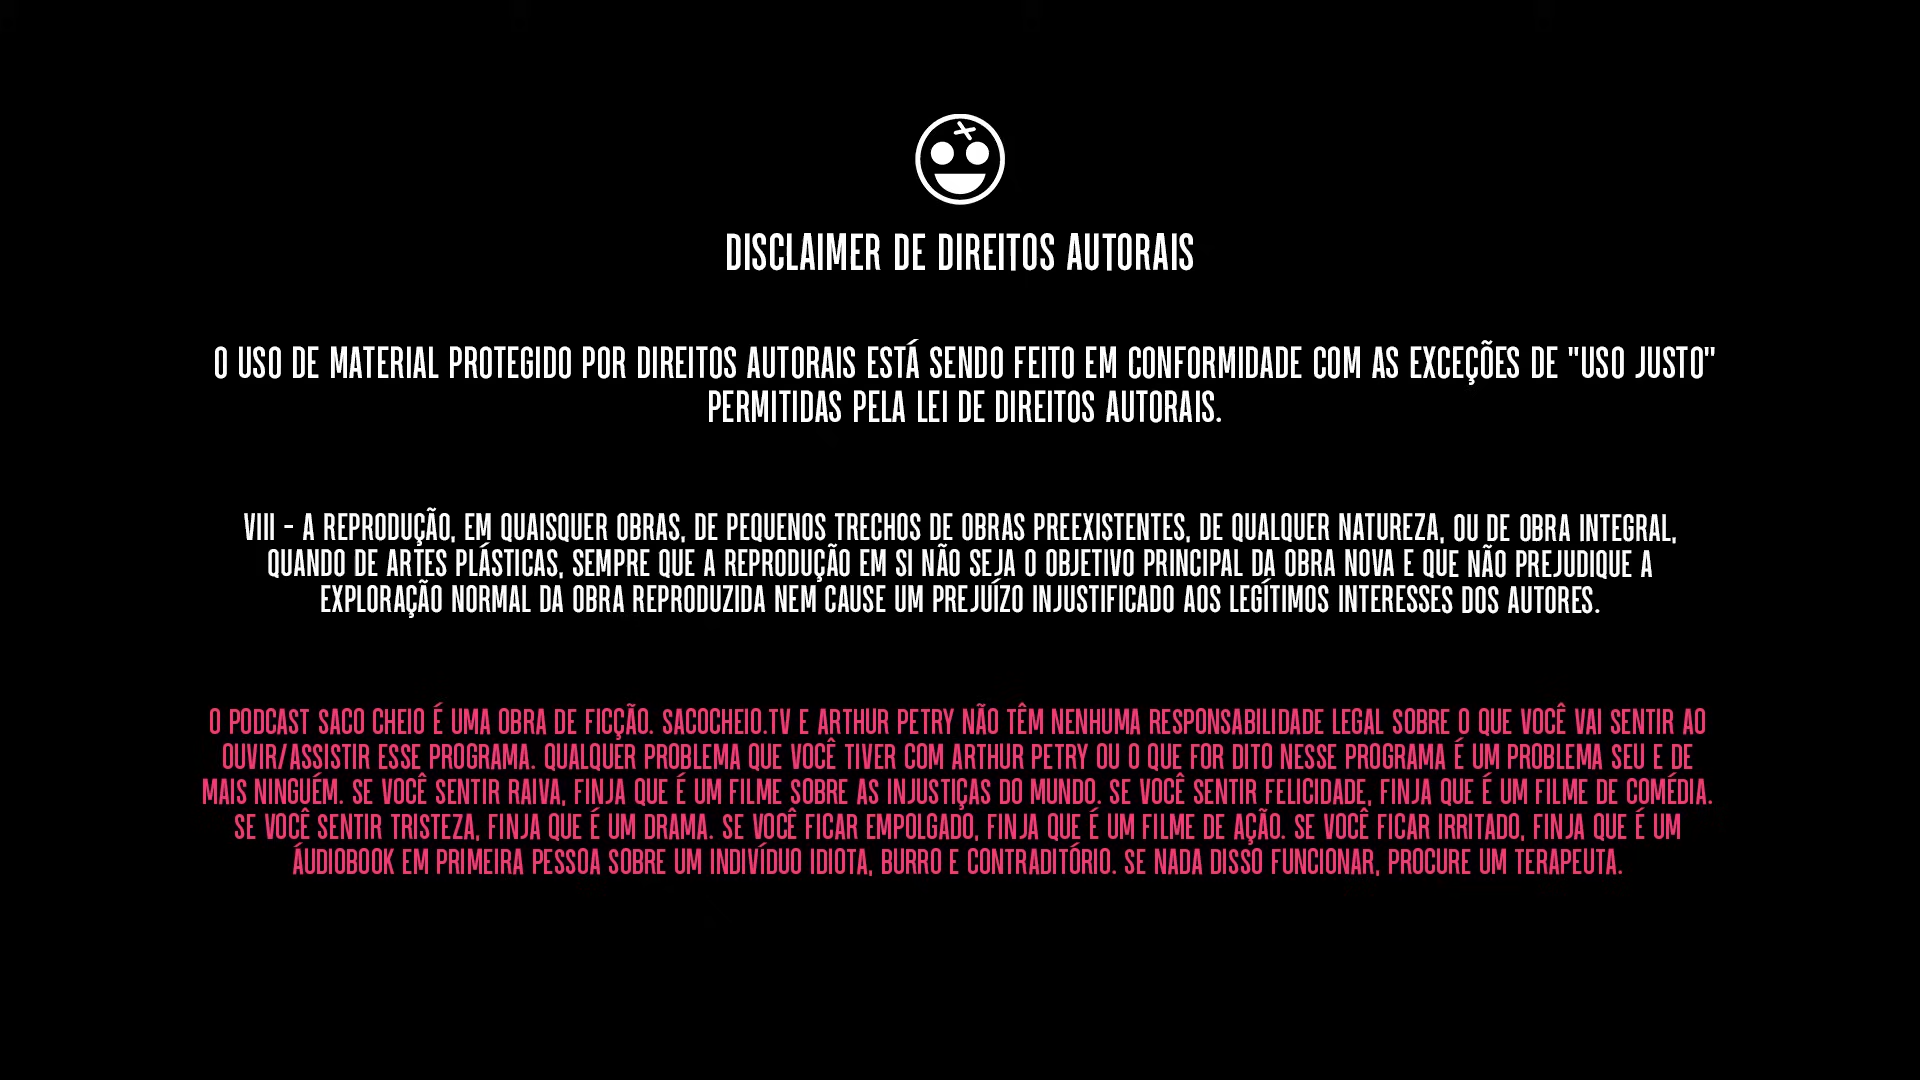 DISCLAIMER DE DIREITOS AUTORAIS
O USO DE MATERIAL PROTEGIDO POR DIREITOS AUTORAIS ESTÁ SENDO FEITO EM CONFORMIDADE COM AS EXCEÇÕES DE "USO JUSTO"
PERMITIDAS PELA LEI DE DIREITOS AUTORAIS.
VIII - A REPRODUÇÃO, EM QUAISQUER OBRAS, DE PEQUENOS TRECHOS DE OBRAS PREEXISTENTES, DE QUALQUER NATUREZA, OU DE OBRA INTEGRAL,
QUANDO DE ARTES PLÁSTICAS, SEMPRE QUE A REPRODUÇÃO EM SI NÃO SEJA O OBJETIVO PRINCIPAL DA OBRA NOVA E QUE NÃO PREJUDIQUE A
EXPLORAÇÃO NORMAL DA OBRA REPRODUZIDA NEM CAUSE UM PREJUÍZO INJUSTIFICADO AOS LEGÍTIMOS INTERESSES DOS AUTORES.
O PODCAST SACO CHEIO É UMA OBRA DE FICÇÃO. SACOCHEIO.TV E ARTHUR PETRY NÃO TÊM NENHUMA RESPONSABILIDADE LEGAL SOBRE O QUE VOCÊ VAI SENTIR AO
OUVIR/ASSISTIR ESSE PROGRAMA. QUALQUER PROBLEMA QUE VOCÊ TIVER COM ARTHUR PETRY OU O QUE FOR DITO NESSE PROGRAMA É UM PROBLEMA SEU E DE
MAIS NINGUÉM. SE VOCÊ SENTIR RAIVA, FINJA QUE É UM FILME SOBRE AS INJUSTIÇAS DO MUNDO. SE VOCÊ SENTIR FELICIDADE, FINJA QUE É UM FILME DE COMÉDIA.
SE VOCÊ SENTIR TRISTEZA, FINJA QUE É UM DRAMA. SE VOCÊ FICAR EMPOLGADO, FINJA QUE É UM FILME DE AÇÃO. SE VOCÊ FICAR IRRITADO, FINJA QUE É UM
ÁUDIOBOOK EM PRIMEIRA PESSOA SOBRE UM INDIVÍDUO IDIOTA, BURRO E CONTRADITÓRIO. SE NADA DISSO FUNCIONAR, PROCURE UM TERAPEUTA.